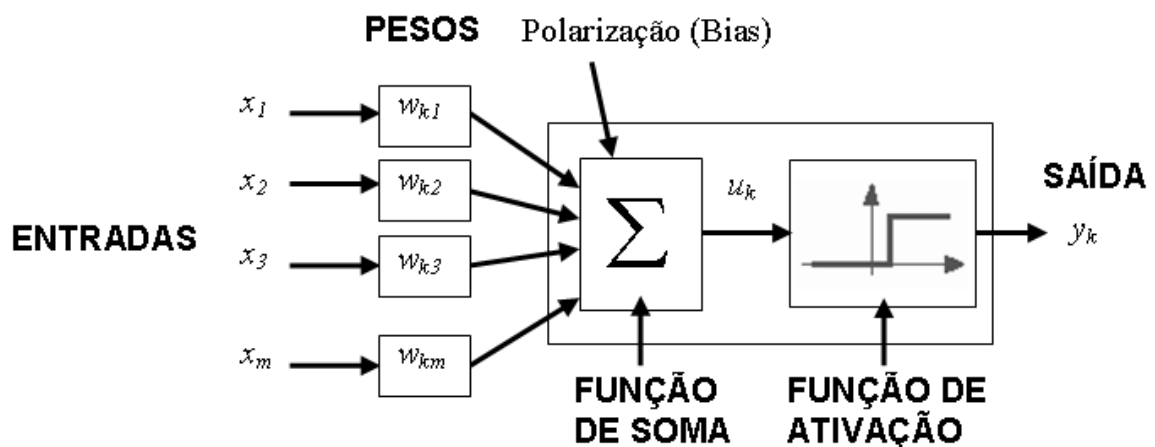 PESOS Polarização (Bias)
x1 wk1
x2 wk2
x3 wk3
xm wkm
ENTRADAS
Σ
uk
SAÍDA
yk
FUNÇÃO
DE SOMA
FUNÇÃO DE
ATIVAÇÃO